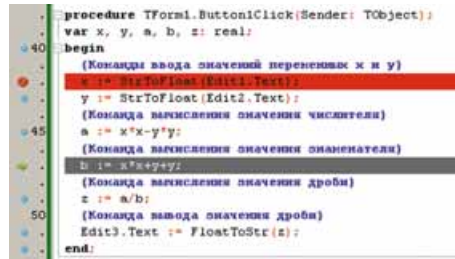 procedure TForm1.Button1Click(Sender: TObject);
var x, y, a, b, z: real;
40 begin
{Команды ввода значений переменных x и y}
x := StrToFloat(Edit1.Text);
y := StrToFloat(Edit2.Text);
{Команда вычисления значения числителя}
45 a := x*x-y*y;
{Команда вычисления значения знаменателя}
b := x*x+y+y;
{Команда вычисления значения дроби}
z := a/b;
50 {Команда вывода значения дроби}
Edit3.Text := FloatToStr(z);
end;